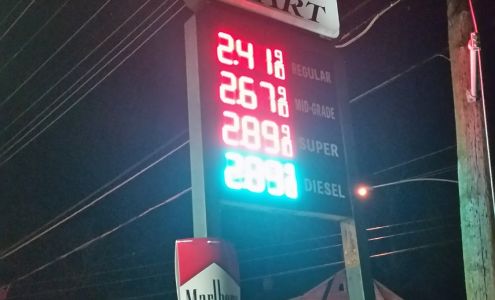 ART
2.41 9/10 REGULAR
2.67 9/10 MID-GRADE
2.89 9/10 SUPER
2.89 DIESEL
Marlboro